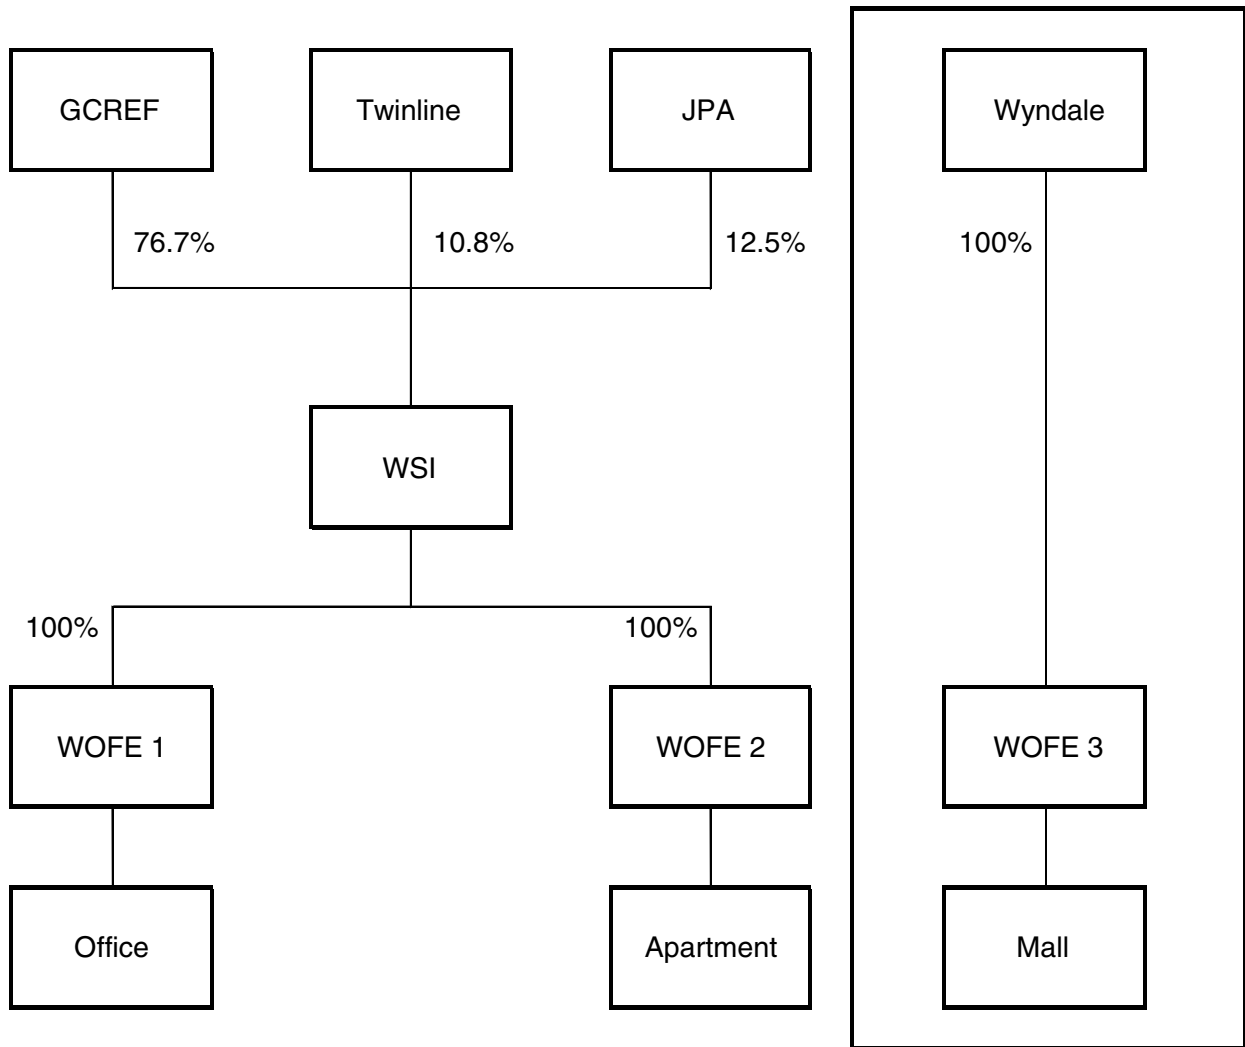 GCREF
Twinline
JPA
Wyndale
76.7%
10.8%
12.5%
100%
WSI
100%
100%
WOFE 1
WOFE 2
WOFE 3
Office
Apartment
Mall